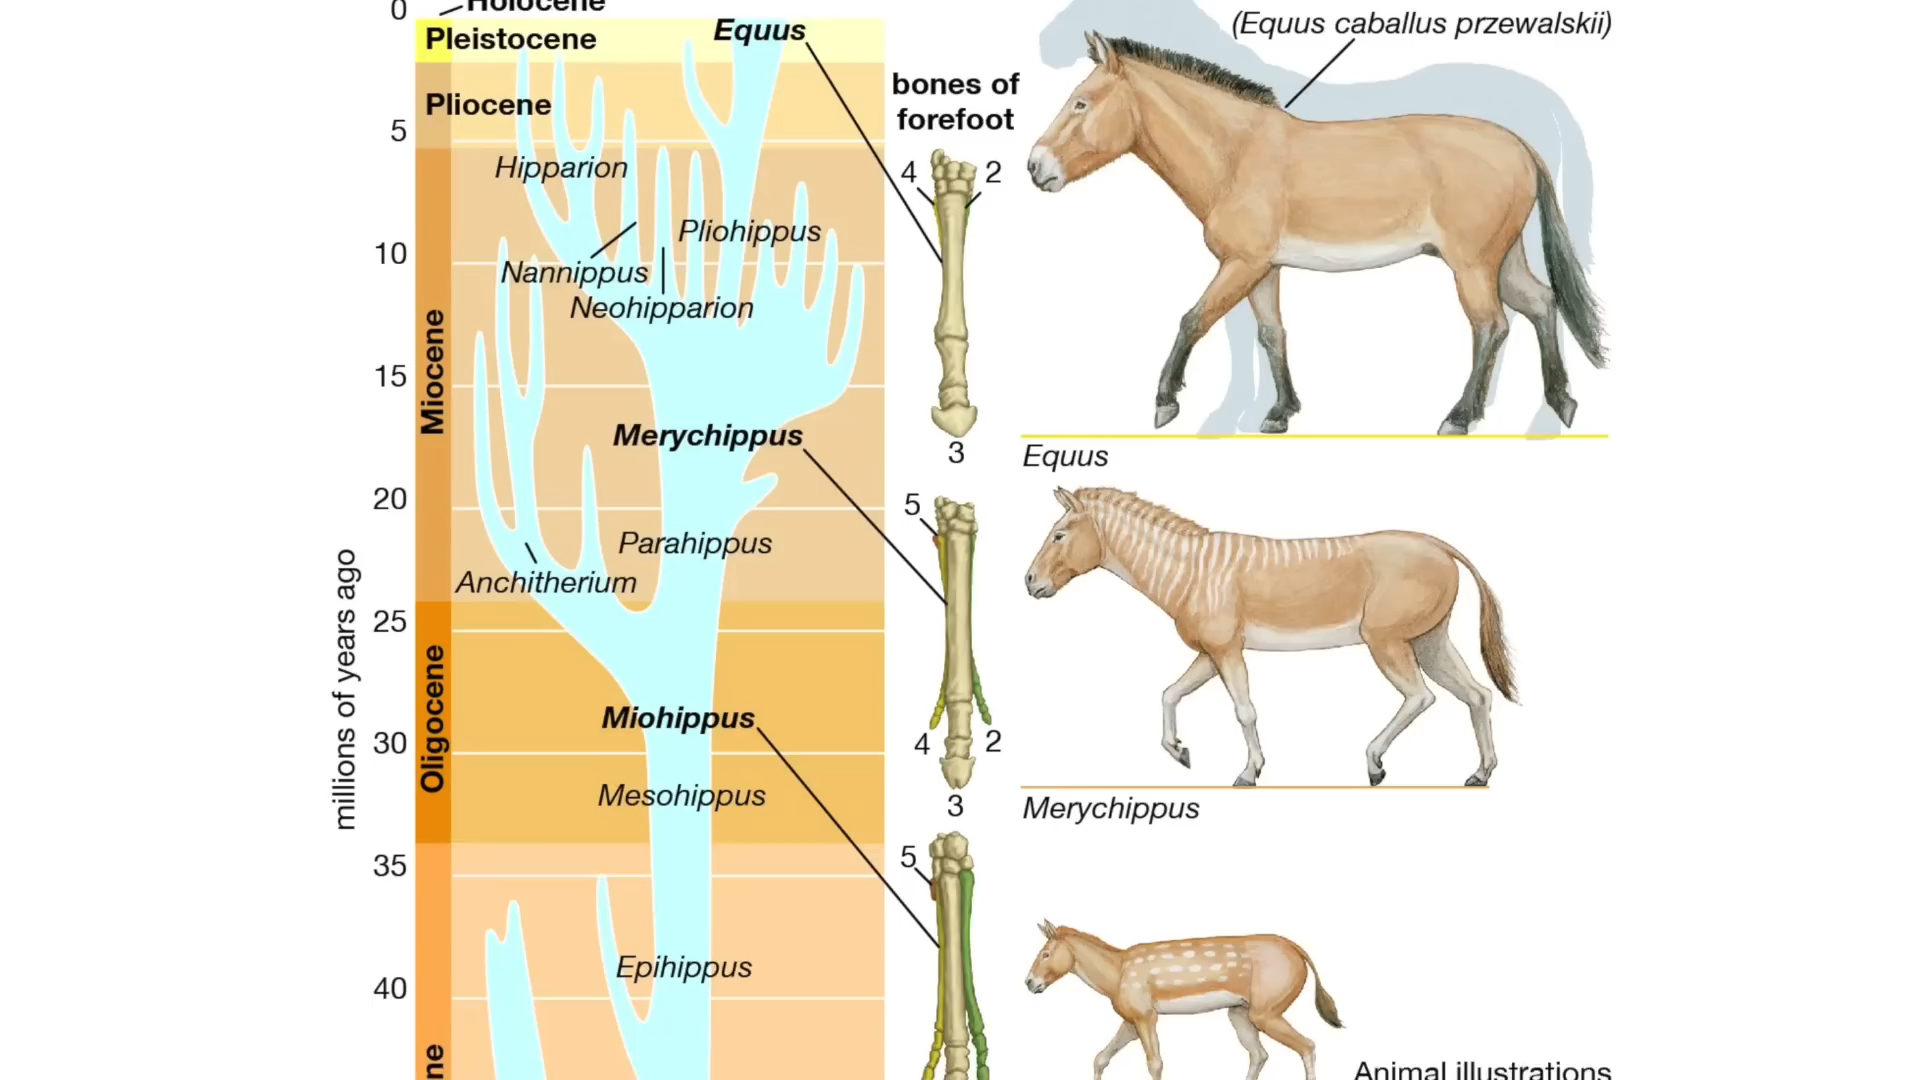 0
Holocene
Pleistocene
Pliocene
5
Hipparion
10
Nannippus
Neohipparion
Pliohippus
Equus
Miocene
15
Merychippus
20
Parahippus
Anchitherium
millions of years ago
25
Oligocene
Miohippus
30
Mesohippus
35
Epihippus
40
ne
bones of
forefoot
4
2
3
5
4
2
3
5
(Equus caballus przewalskii)
Equus
Merychippus
Animal illustrations